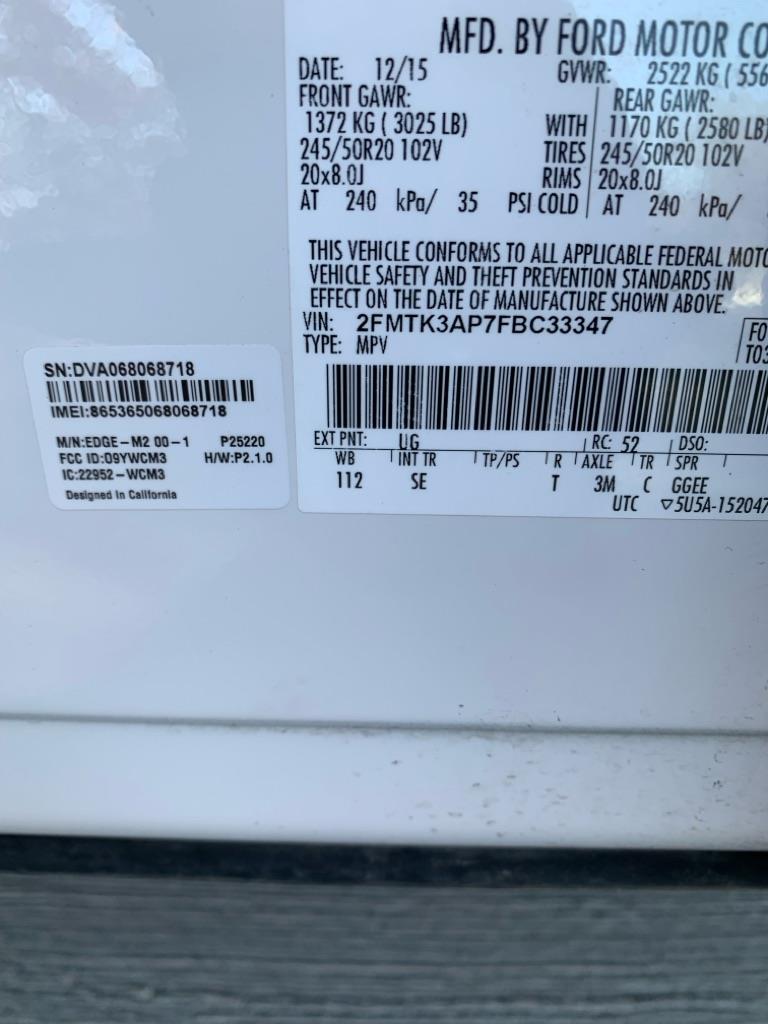 MFD. BY FORD MOTOR CO
DATE: 12/15 GVWR: 2522 KG ( 556
FRONT GAWR: REAR GAWR:
1372 KG ( 3025 LB) WITH 1170 KG ( 2580 LB)
245/50R20 102V TIRES 245/50R20 102V
20x8.0J RIMS 20x8.0J
AT 240 kPa/ 35 PSI COLD AT 240 kPa/
THIS VEHICLE CONFORMS TO ALL APPLICABLE FEDERAL MOTO
VEHICLE SAFETY AND THEFT PREVENTION STANDARDS IN
EFFECT ON THE DATE OF MANUFACTURE SHOWN ABOVE.
VIN: 2FMTK3AP7FBC33347
TYPE: MPV
F0
T03
EXT PNT: UG RC: 52 DSO:
WB INT TR TP/PS R AXLE TR SPR
112 SE T 3M C GGEE
UTC ▽5U5A-152047
SN:DVA068068718
IMEI:865365068068718
M/N:EDGE-M2 00-1 P25220
FCC ID:O9YWCM3 H/W:P2.1.0
IC:22952-WCM3
Designed in California